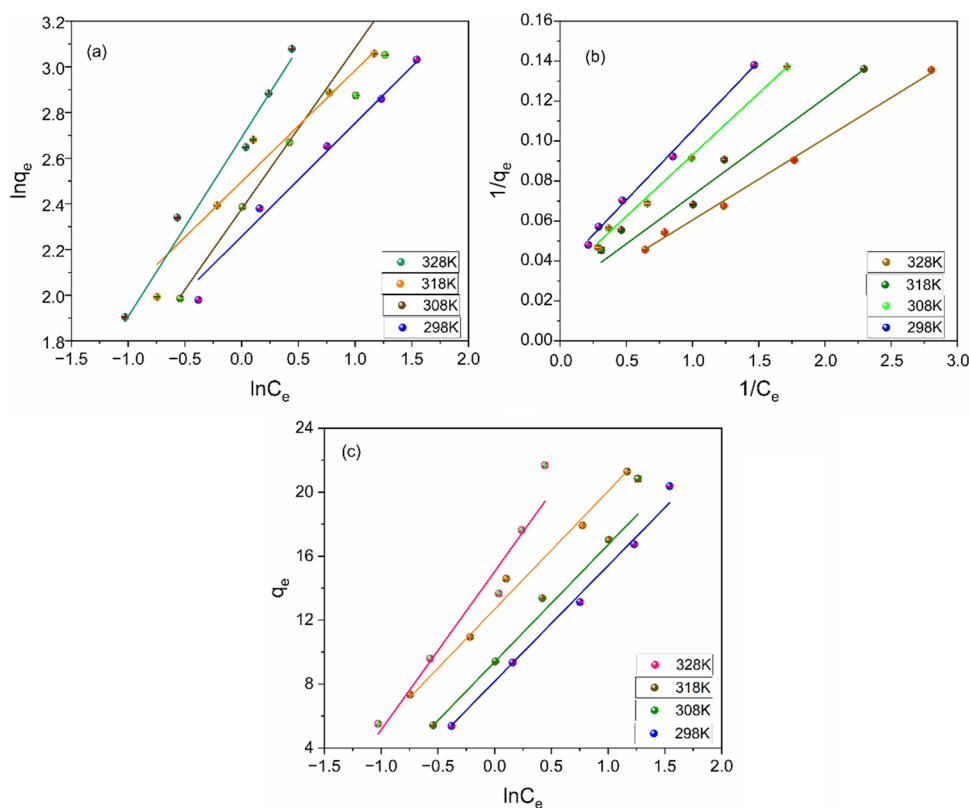 (a)
3.2
3.0
2.8
2.6
2.4
2.2
2.0
1.8
lnqe
−1.5
−1.0
−0.5
0.0
0.5
1.0
1.5
2.0
lnCe
328K
318K
308K
298K
(b)
0.16
0.14
0.12
0.10
0.08
0.06
0.04
0.02
0.00
1/qe
0.0
0.5
1.0
1.5
2.0
2.5
3.0
1/Ce
328K
318K
308K
298K
(c)
24
20
16
12
8
4
qe
−1.5
−1.0
−0.5
0.0
0.5
1.0
1.5
2.0
lnCe
328K
318K
308K
298K